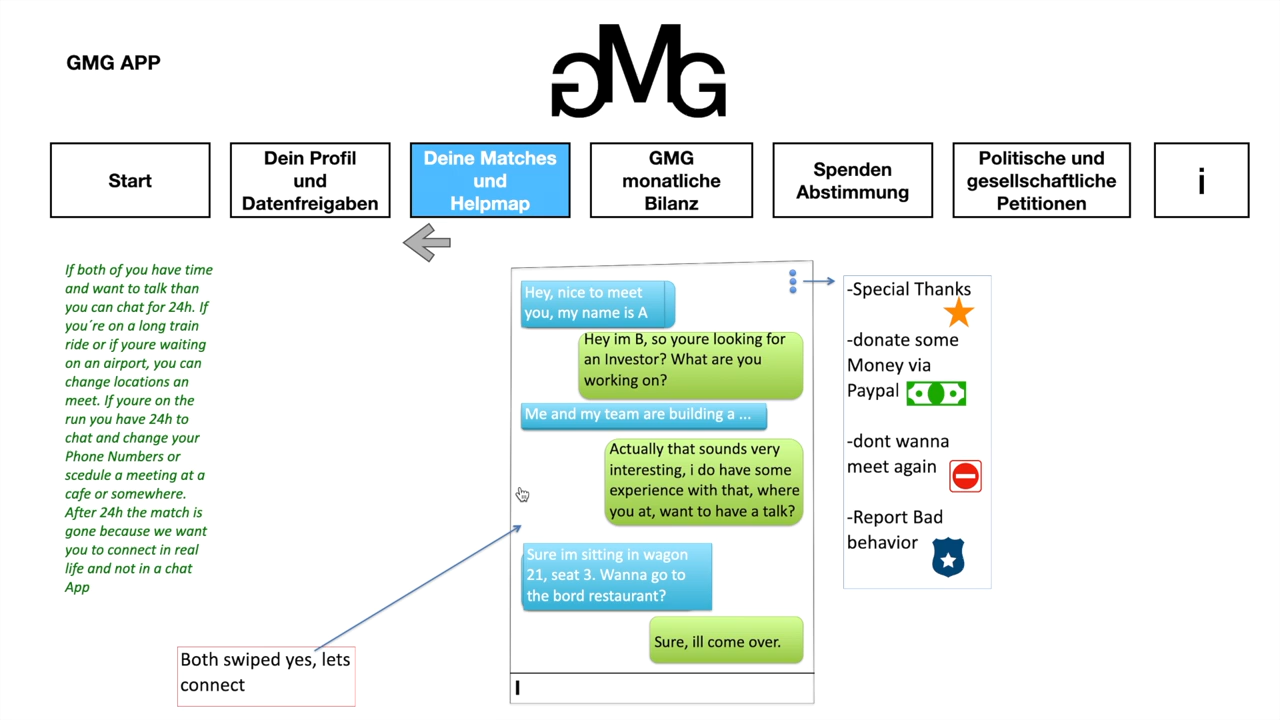 GMG APP
GMG
Start
Dein Profil
und
Datenfreigaben
Deine Matches
und
Helpmap
GMG
monatliche
Bilanz
Spenden
Abstimmung
Politische und
gesellschaftliche
Petitionen
i
If both of you have time
and want to talk than
you can chat for 24h. If
you´re on a long train
ride or if youre waiting
on an airport, you can
change locations an
meet. If youre on the
run you have 24h to
chat and change your
Phone Numbers or
scedule a meeting at a
cafe or somewhere.
After 24h the match is
gone because we want
you to connect in real
life and not in a chat
App
Both swiped yes, lets
connect
Hey, nice to meet
you, my name is A
Hey im B, so youre looking for
an Investor? What are you
working on?
Me and my team are building a ...
Actually that sounds very
interesting, i do have some
experience with that, where
you at, want to have a talk?
Sure im sitting in wagon
21, seat 3. Wanna go to
the bord restaurant?
Sure, ill come over.
-Special Thanks
-donate some
Money via
Paypal
-dont wanna
meet again
-Report Bad
behavior